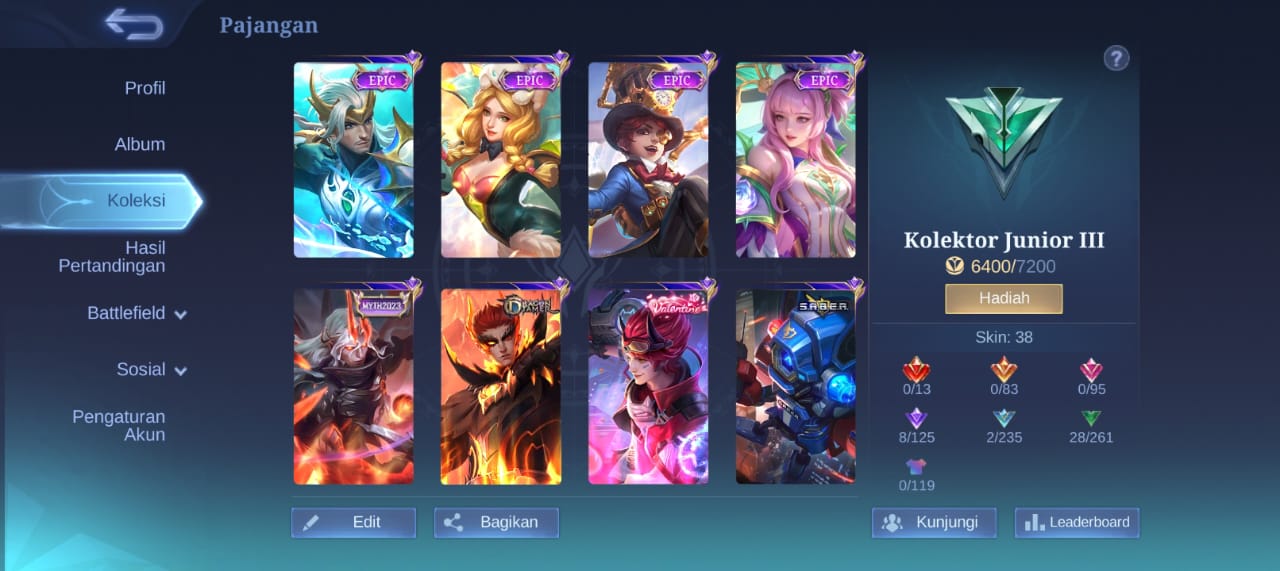 Pajangan
Profil
Album
Koleksi
Hasil
Pertandingan
Battlefield
Sosial
Pengaturan
Akun
EPIC
EPIC
EPIC
EPIC
MYTH2023
DRAGON
TAMER
Valentine
S.A.B.E.R.
Edit
Bagikan
?
Kolektor Junior III
6400/7200
Hadiah
Skin: 38
0/13
0/83
0/95
8/125
2/235
28/261
0/119
Kunjungi
Leaderboard